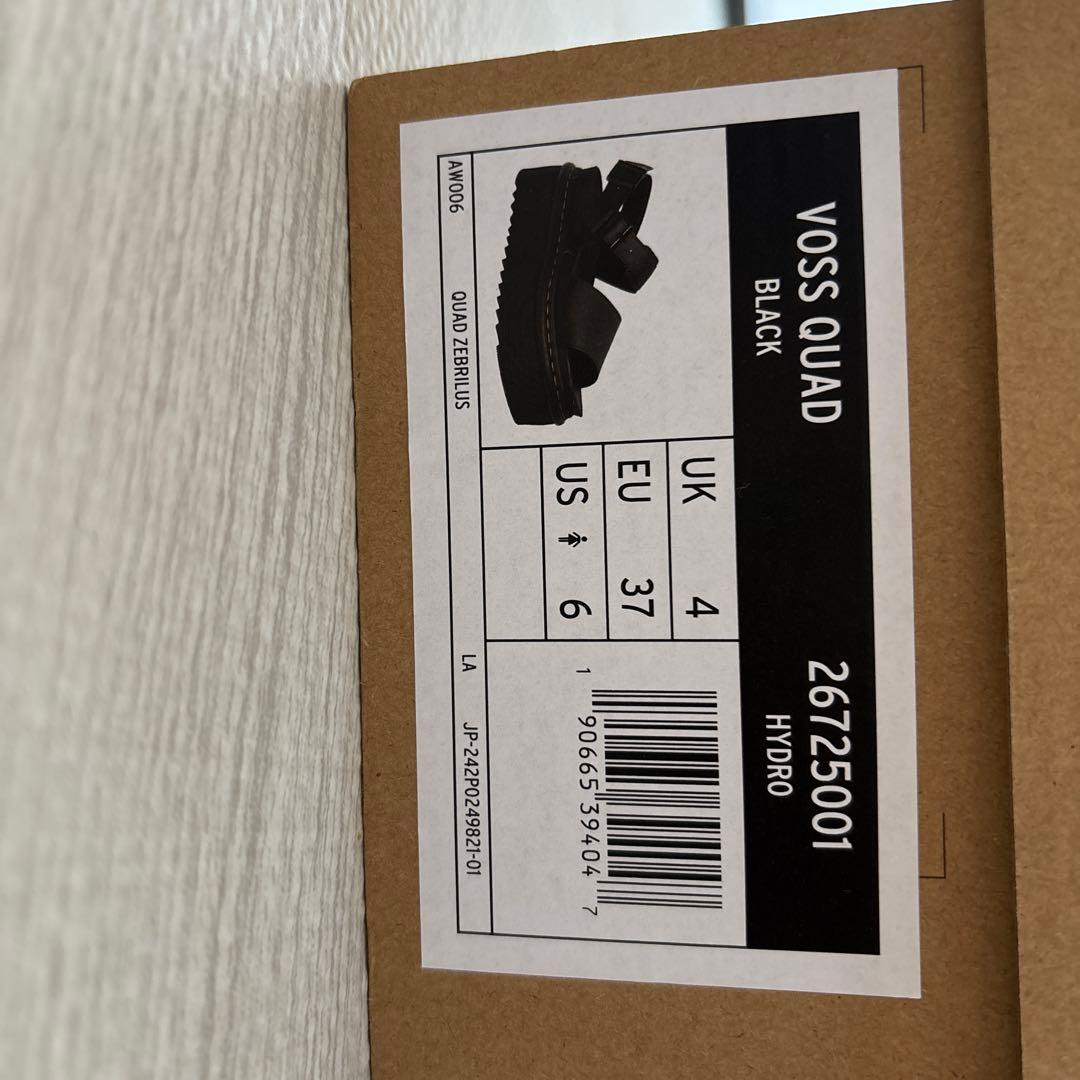 VOSS QUAD 26725001
BLACK HYDRO
UK 4
EU 37
US 6
1 90665 39404 7
AW006 QUAD ZEBRILUS LA JP-242P0249821-01